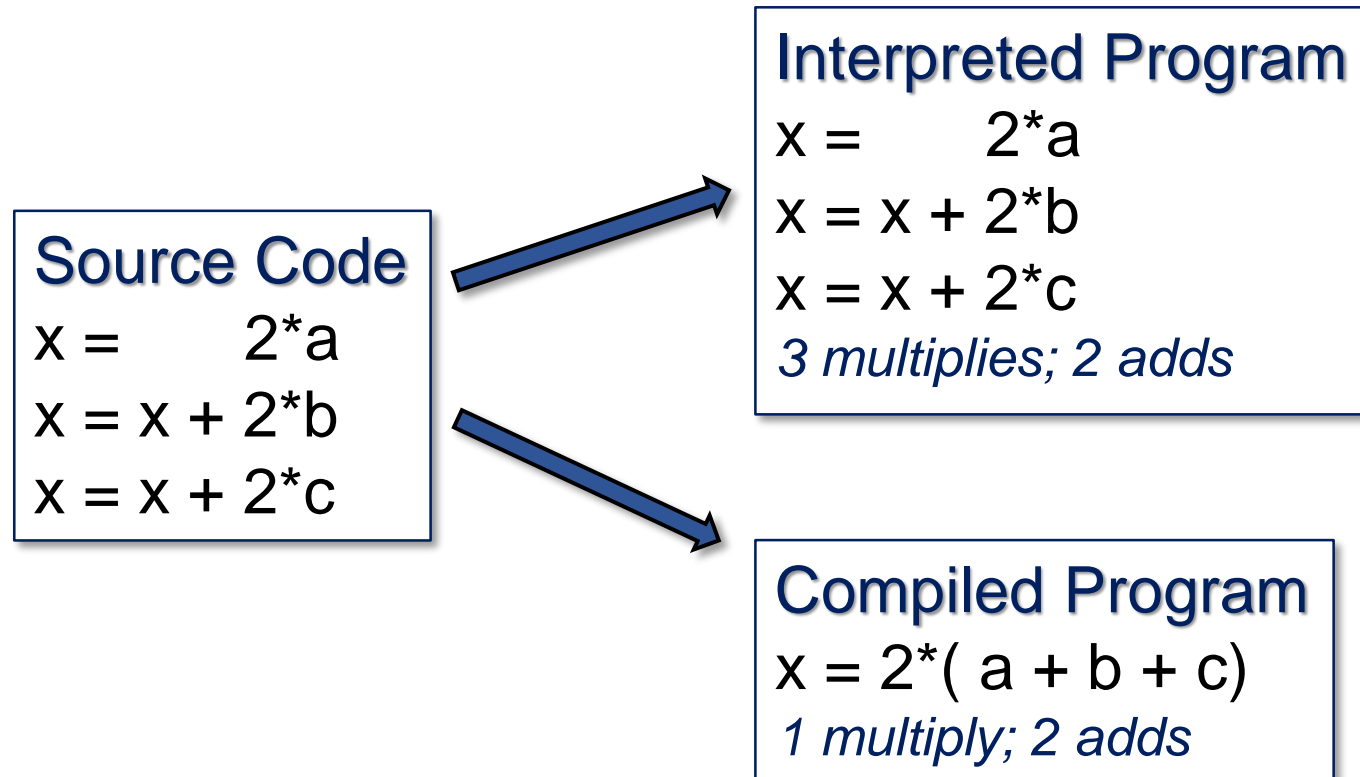 Source Code
x = 2*a
x = x + 2*b
x = x + 2*c
Interpreted Program
x = 2*a
x = x + 2*b
x = x + 2*c
3 multiplies; 2 adds
Compiled Program
x = 2*( a + b + c)
1 multiply; 2 adds